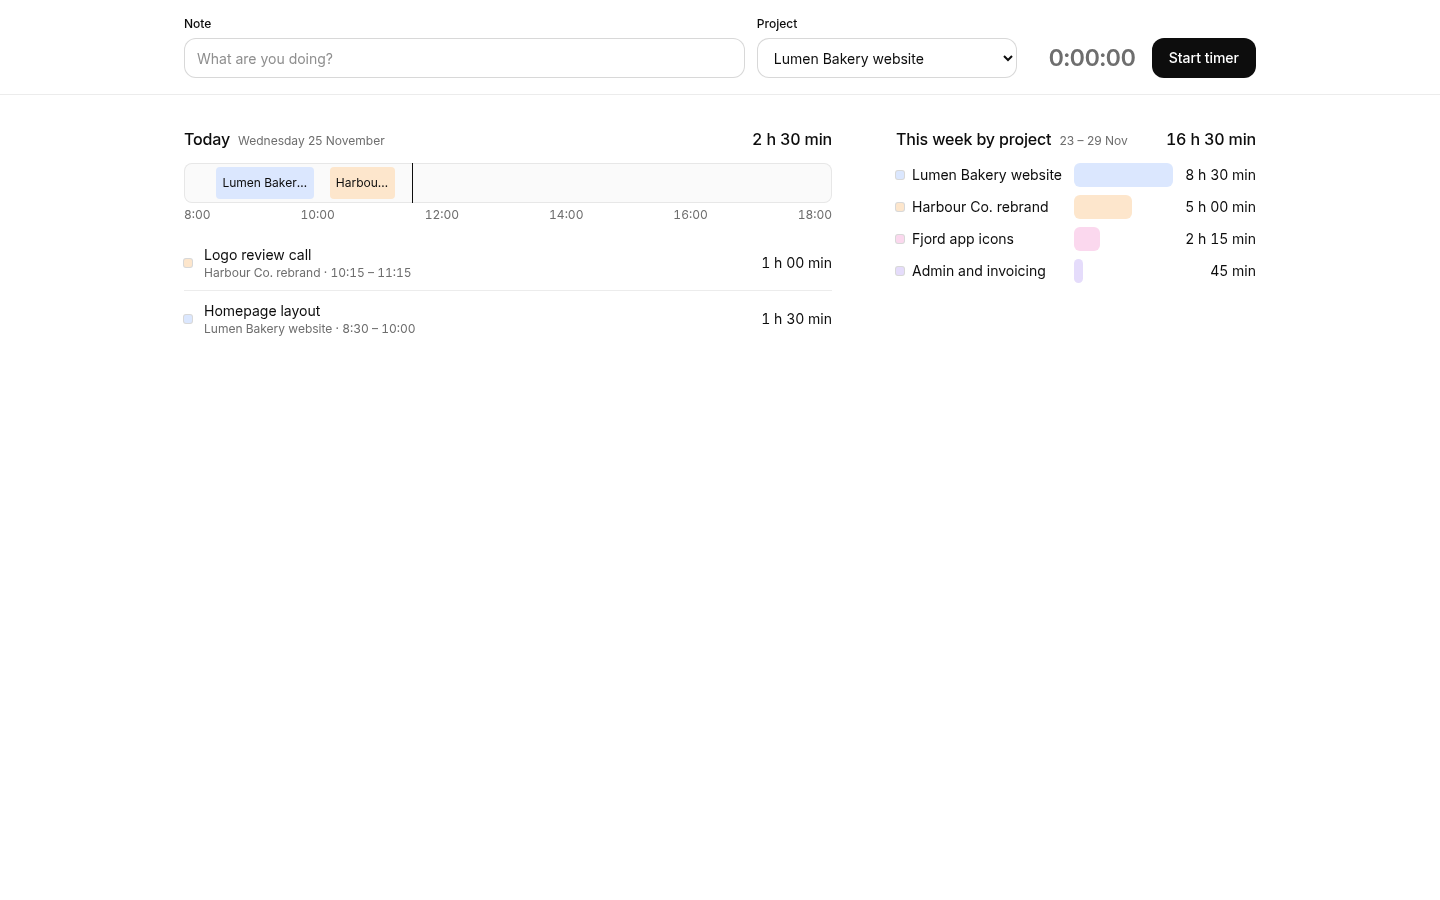 Note
What are you doing?
Project
Lumen Bakery website
0:00:00
Start timer
Today Wednesday 25 November 2 h 30 min
Lumen Baker... Harbou...
8:00 10:00 12:00 14:00 16:00 18:00
Logo review call
Harbour Co. rebrand · 10:15 – 11:15
1 h 00 min
Homepage layout
Lumen Bakery website · 8:30 – 10:00
1 h 30 min
This week by project 23 – 29 Nov 16 h 30 min
Lumen Bakery website 8 h 30 min
Harbour Co. rebrand 5 h 00 min
Fjord app icons 2 h 15 min
Admin and invoicing 45 min